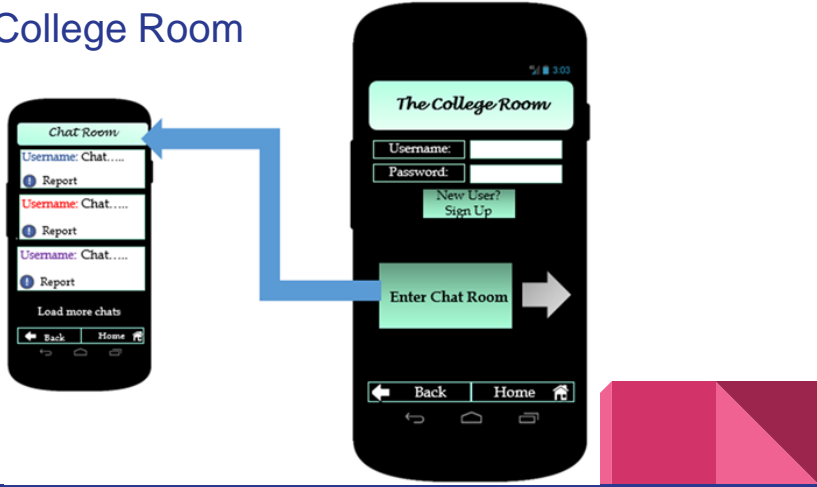 College Room
Chat Room
Username: Chat.....
Report
Username: Chat.....
Report
Username: Chat.....
Report
Load more chats
Back
Home
3:03
The College Room
Username:
Password:
New User?
Sign Up
Enter Chat Room
Back
Home